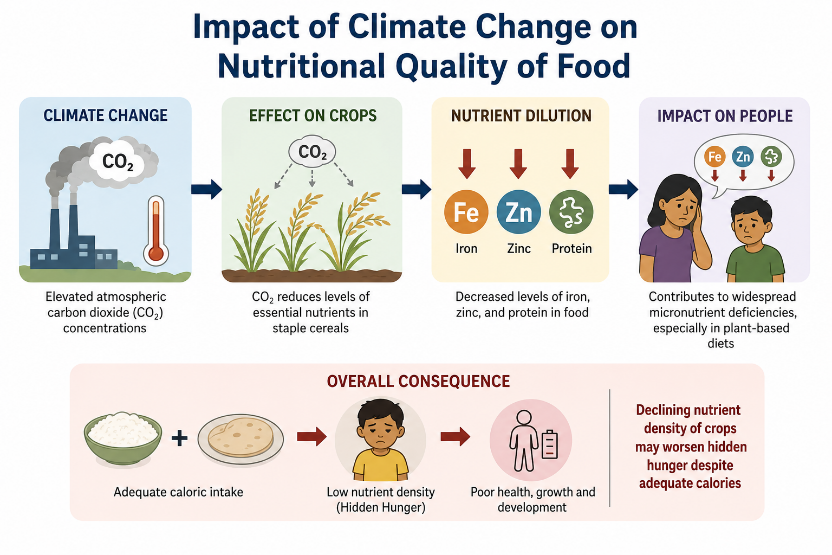 Impact of Climate Change on
Nutritional Quality of Food
CLIMATE CHANGE
CO₂
Elevated atmospheric
carbon dioxide (CO₂)
concentrations
EFFECT ON CROPS
CO₂
CO₂ reduces levels of
essential nutrients in
staple cereals
NUTRIENT DILUTION
Fe
Zn
Iron
Zinc
Protein
Decreased levels of iron,
zinc, and protein in food
IMPACT ON PEOPLE
Fe
Zn
Contributes to widespread
micronutrient deficiencies,
especially in plant-based
diets
OVERALL CONSEQUENCE
+
Adequate caloric intake
Low nutrient density
(Hidden Hunger)
Poor health, growth and
development
Declining nutrient
density of crops
may worsen hidden
hunger despite
adequate calories